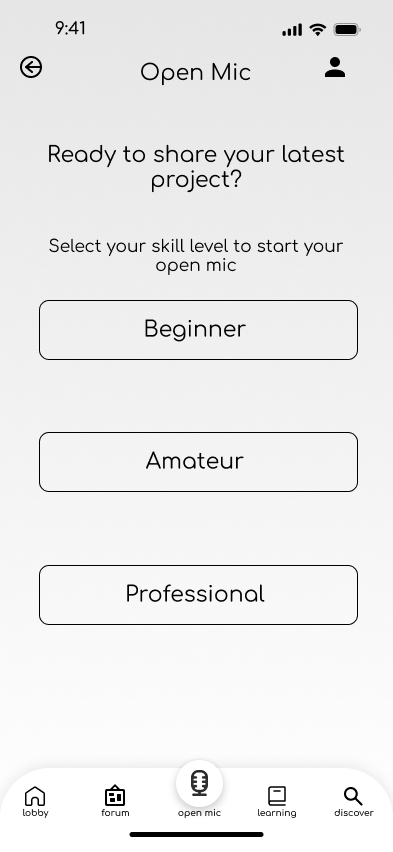 9:41
Open Mic
Ready to share your latest
project?
Select your skill level to start your
open mic
Beginner
Amateur
Professional
lobby
forum
open mic
learning
discover